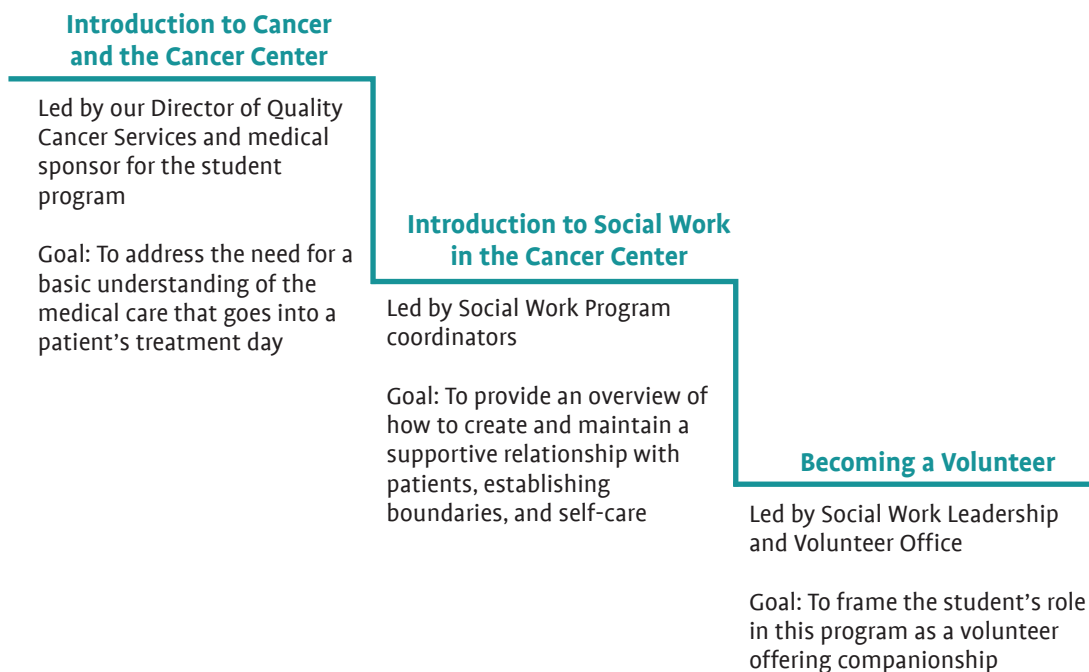 Introduction to Cancer
and the Cancer Center
Led by our Director of Quality
Cancer Services and medical
sponsor for the student
program
Goal: To address the need for a
basic understanding of the
medical care that goes into a
patient’s treatment day
Introduction to Social Work
in the Cancer Center
Led by Social Work Program
coordinators
Goal: To provide an overview of
how to create and maintain a
supportive relationship with
patients, establishing
boundaries, and self-care
Becoming a Volunteer
Led by Social Work Leadership
and Volunteer Office
Goal: To frame the student’s role
in this program as a volunteer
offering companionship